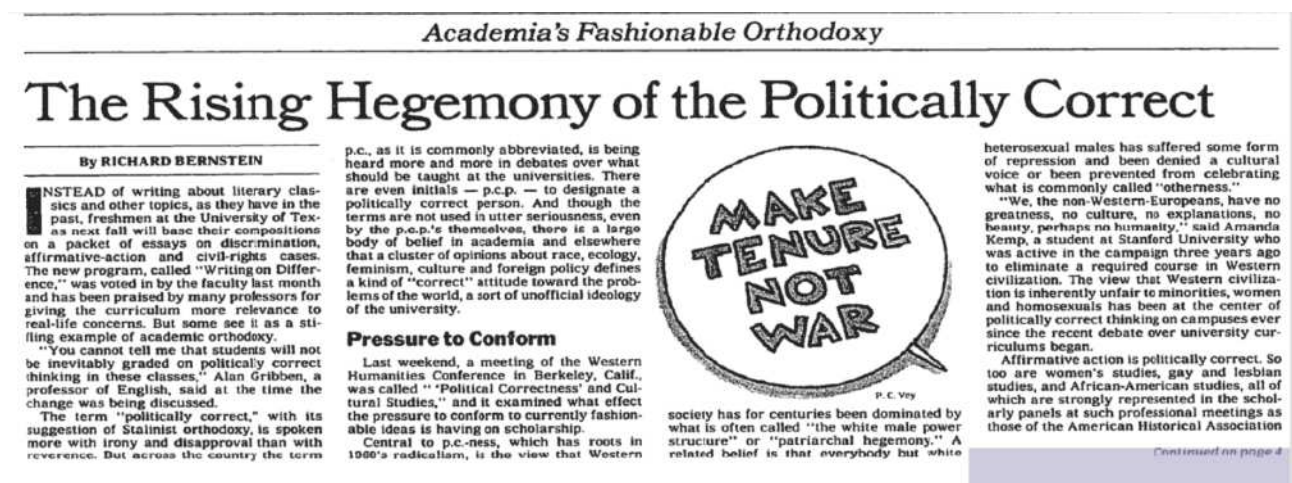 Academia's Fashionable Orthodoxy
The Rising Hegemony of the Politically Correct
By RICHARD BERNSTEIN
INSTEAD of writing about literary clas-
sics and other topics, as they have in the
past, freshmen at the University of Tex-
as next fall will base their compositions
on a packet of essays on discrimination,
affirmative-action and civil-rights cases.
The new program, called "Writing on Differ-
ence," was voted in by the faculty last month
and has been praised by many professors for
giving the curriculum more relevance to
real-life concerns. But some see it as a sti-
fling example of academic orthodoxy.
"You cannot tell me that students will not
be inevitably graded on politically correct
thinking in these classes," Alan Gribben, a
professor of English, said at the time the
change was being discussed.
The term "politically correct," with its
suggestion of Stalinist orthodoxy, is spoken
more with irony and disapproval than with
reverence. But across the country the term
p.c., as it is commonly abbreviated, is being
heard more and more in debates over what
should be taught at the universities. There
are even initials — p.c.p. — to designate a
politically correct person. And though the
terms are not used in utter seriousness, even
by the p.c.p.'s themselves, there is a large
body of belief in academia and elsewhere
that a cluster of opinions about race, ecology,
feminism, culture and foreign policy defines
a kind of "correct" attitude toward the prob-
lems of the world, a sort of unofficial ideology
of the university.
Pressure to Conform
Last weekend, a meeting of the Western
Humanities Conference in Berkeley, Calif.,
was called " 'Political Correctness' and Cul-
tural Studies," and it examined what effect
the pressure to conform to currently fashion-
able ideas is having on scholarship.
Central to p.c.-ness, which has roots in
1960's radicalism, is the view that Western
MAKE
TENURE
NOT
WAR
P. C. Vey
society has for centuries been dominated by
what is often called "the white male power
structure" or "patriarchal hegemony." A
related belief is that everybody but white
heterosexual males has suffered some form
of repression and been denied a cultural
voice or been prevented from celebrating
what is commonly called "otherness."
"We, the non-Western-Europeans, have no
greatness, no culture, no explanations, no
beauty, perhaps no humanity," said Amanda
Kemp, a student at Stanford University who
was active in the campaign three years ago
to eliminate a required course in Western
civilization. The view that Western civiliza-
tion is inherently unfair to minorities, women
and homosexuals has been at the center of
politically correct thinking on campuses ever
since the recent debate over university cur-
riculums began.
Affirmative action is politically correct. So
too are women's studies, gay and lesbian
studies, and African-American studies, all of
which are strongly represented in the schol-
arly panels at such professional meetings as
those of the American Historical Association
Continued on page 4